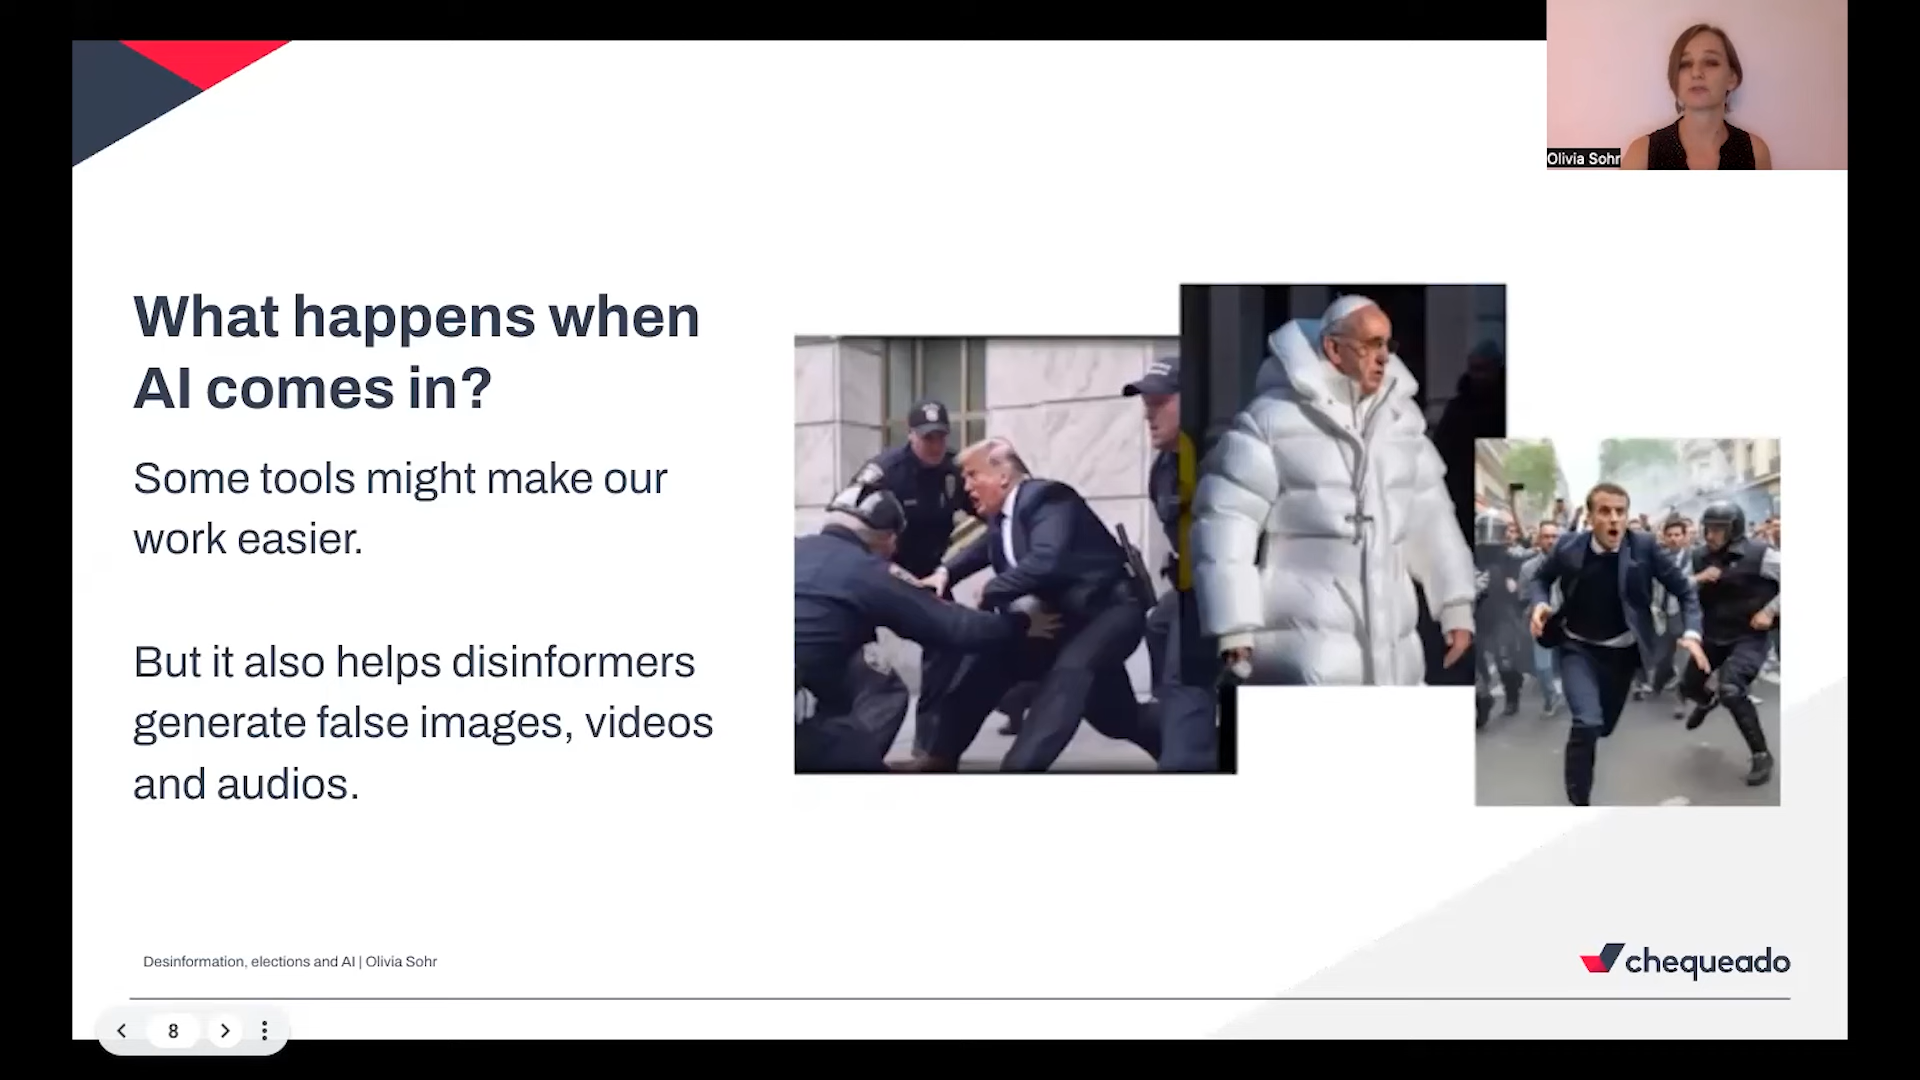 Olivia Sohr
What happens when
AI comes in?
Some tools might make our
work easier.
But it also helps disinformers
generate false images, videos
and audios.
Desinformation, elections and AI | Olivia Sohr
chequeado
8